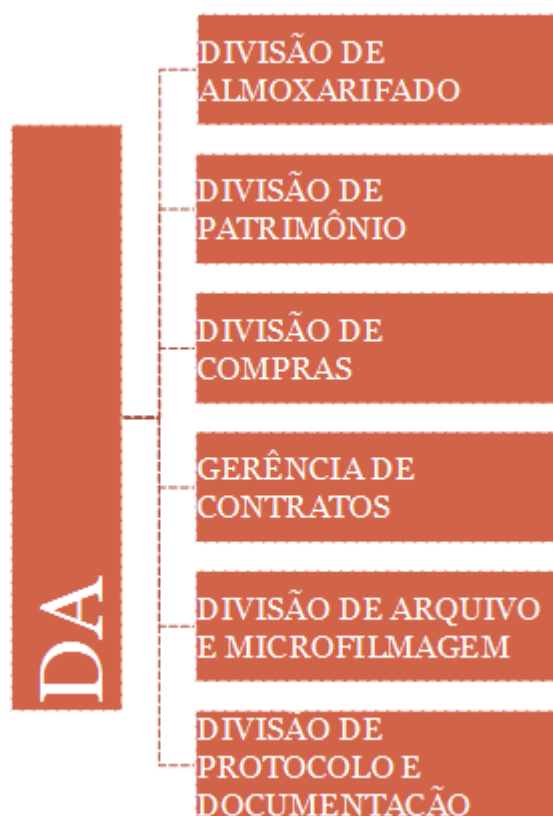 DA
DIVISÃO DE
ALMOXARIFADO
DIVISÃO DE
PATRIMÔNIO
DIVISÃO DE
COMPRAS
GERÊNCIA DE
CONTRATOS
DIVISÃO DE ARQUIVO
E MICROFILMAGEM
DIVISÃO DE
PROTOCOLO E
DOCUMENTAÇÃO